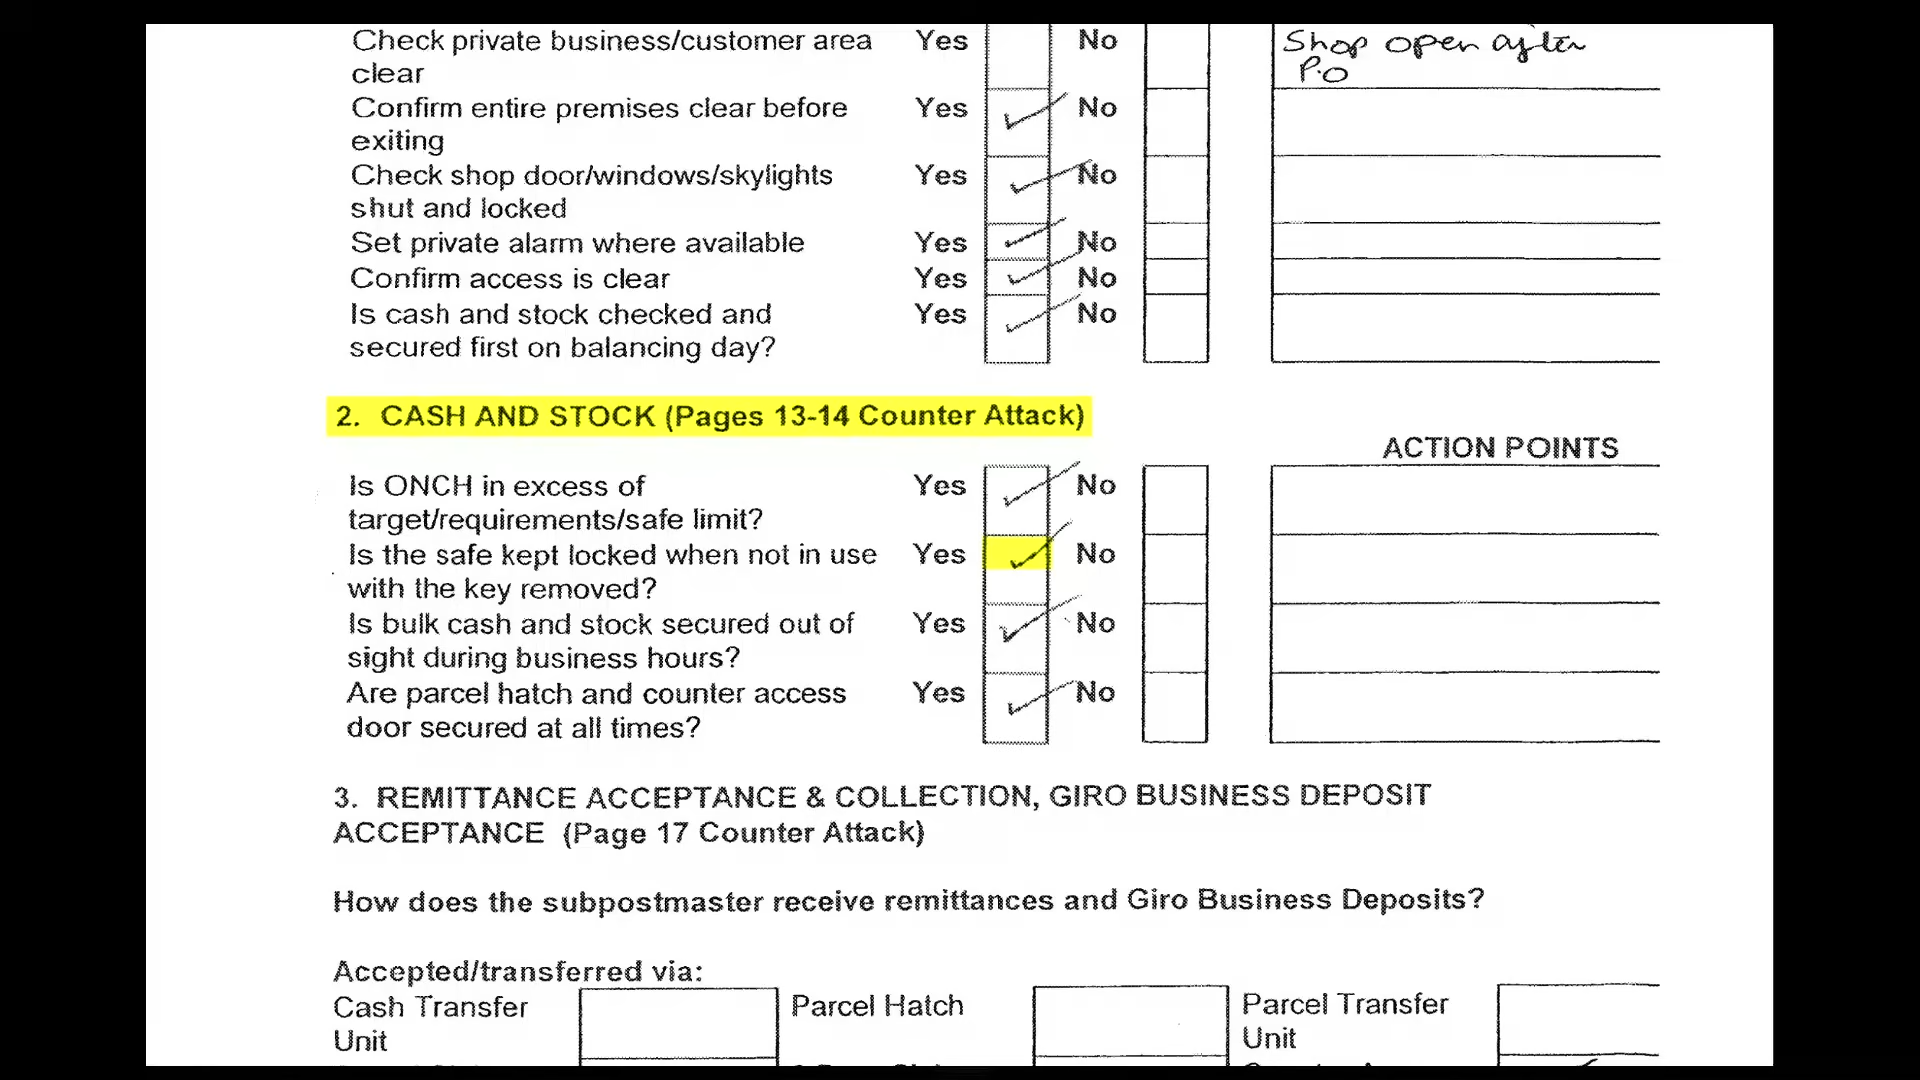 Check private business/customer area Yes No Shop open after
clear P.O
Confirm entire premises clear before Yes No
exiting
Check shop door/windows/skylights Yes No
shut and locked
Set private alarm where available Yes No
Confirm access is clear Yes No
Is cash and stock checked and Yes No
secured first on balancing day?
2. CASH AND STOCK (Pages 13-14 Counter Attack)
ACTION POINTS
Is ONCH in excess of Yes No
target/requirements/safe limit?
Is the safe kept locked when not in use Yes No
with the key removed?
Is bulk cash and stock secured out of Yes No
sight during business hours?
Are parcel hatch and counter access Yes No
door secured at all times?
3. REMITTANCE ACCEPTANCE & COLLECTION, GIRO BUSINESS DEPOSIT
ACCEPTANCE (Page 17 Counter Attack)
How does the subpostmaster receive remittances and Giro Business Deposits?
Accepted/transferred via:
Cash Transfer Parcel Hatch Parcel Transfer
Unit Unit